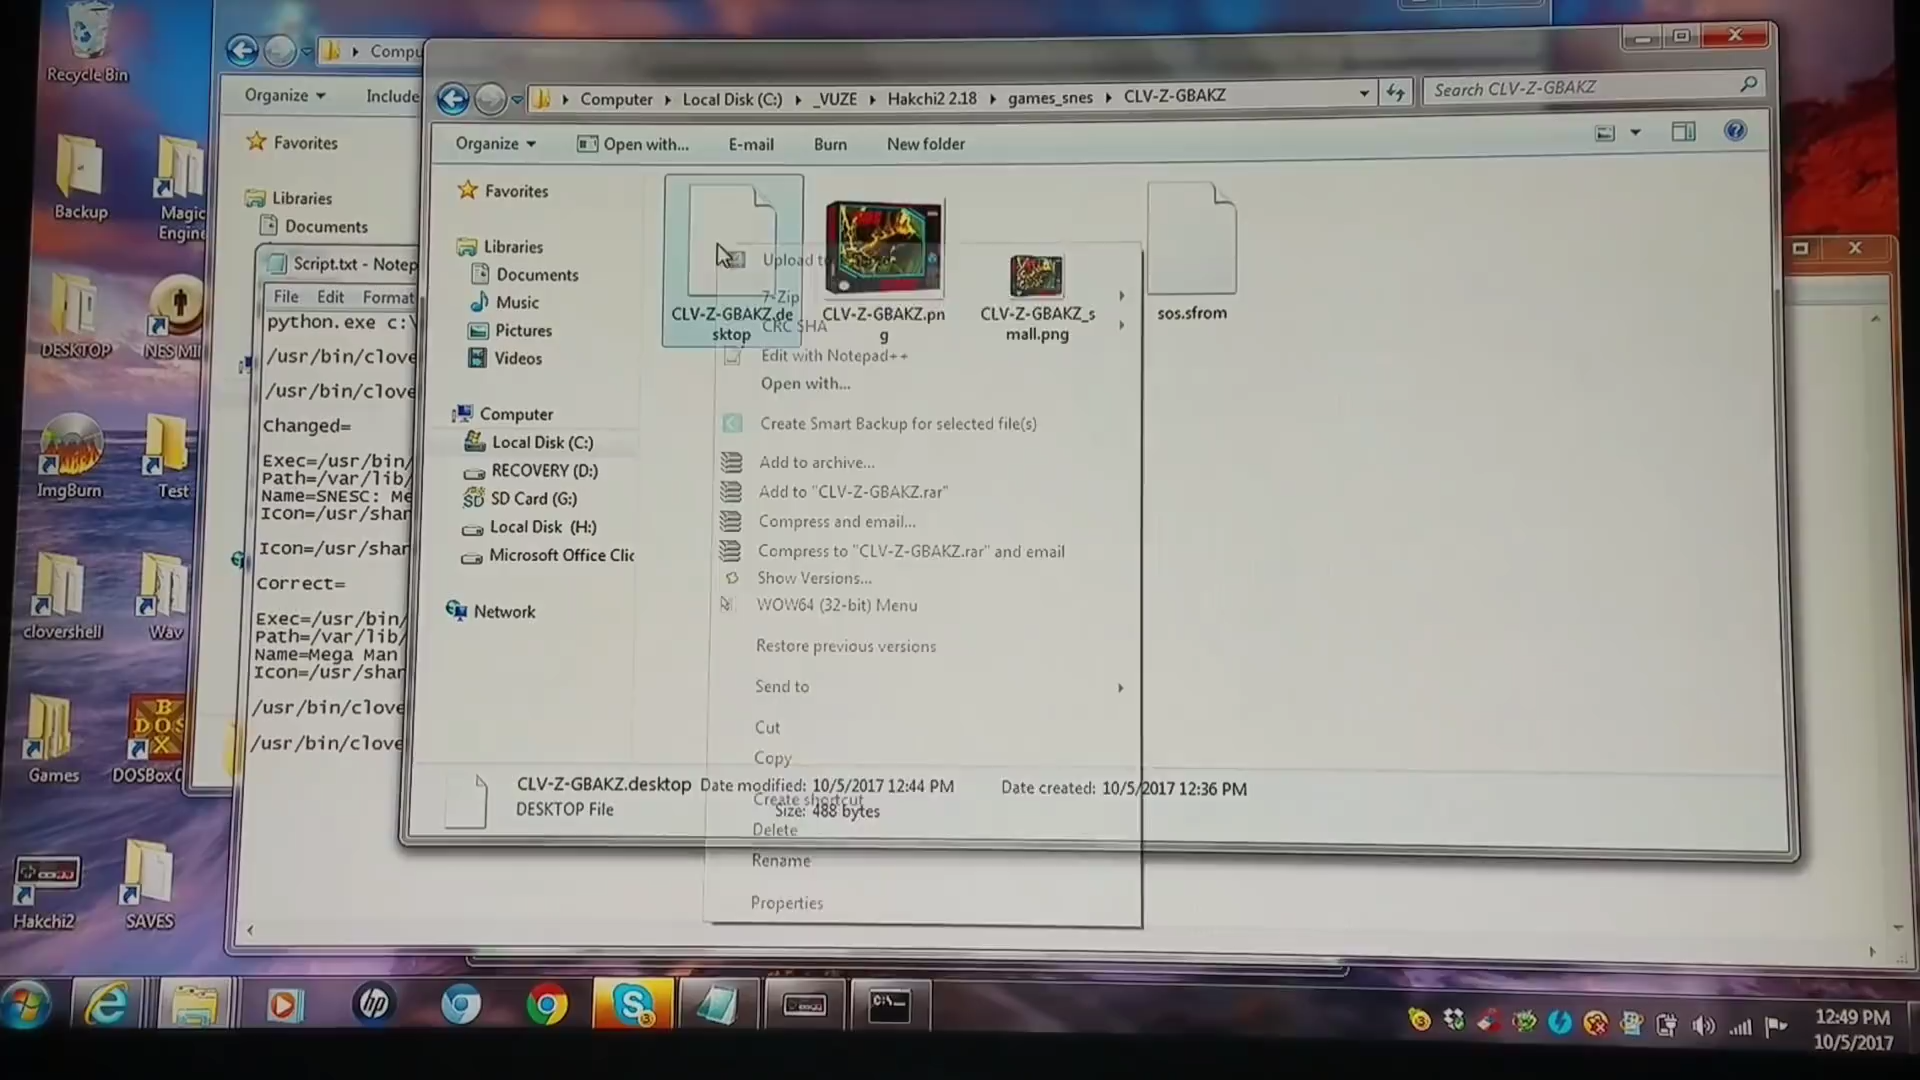 Recycle Bin
Backup
Magic
Engine
DESKTOP
NES MI
ImgBurn
Test
clovershell
Wav
Games
DOSBox
Hakchi2
SAVES
Compu
Organize
Include
Favorites
Libraries
Documents
Script.txt - Notep
File Edit Format
python.exe c:\
/usr/bin/clove
/usr/bin/clove
Changed=
Exec=/usr/bin/
Path=/var/lib/
Name=SNESC: Me
Icon=/usr/shar
Icon=/usr/shar
Correct=
Exec=/usr/bin/
Path=/var/lib/
Name=Mega Man
Icon=/usr/shar
/usr/bin/clove
/usr/bin/clove
Computer Local Disk (C:) _VUZE Hakchi2 2.18 games_snes CLV-Z-GBAKZ
Search CLV-Z-GBAKZ
Organize Open with... E-mail Burn New folder
Favorites
Libraries
Documents
Music
Pictures
Videos
Computer
Local Disk (C:)
RECOVERY (D:)
SD Card (G:)
Local Disk (H:)
Microsoft Office Clic
Network
CLV-Z-GBAKZ.de
sktop
CLV-Z-GBAKZ.pn
g
CLV-Z-GBAKZ_s
mall.png
sos.sfrom
Upload to
7-Zip
CRC SHA
Edit with Notepad++
Open with...
Create Smart Backup for selected file(s)
Add to archive...
Add to "CLV-Z-GBAKZ.rar"
Compress and email...
Compress to "CLV-Z-GBAKZ.rar" and email
Show Versions...
WOW64 (32-bit) Menu
Restore previous versions
Send to
Cut
Copy
Create shortcut
Delete
Rename
Properties
CLV-Z-GBAKZ.desktop Date modified: 10/5/2017 12:44 PM Date created: 10/5/2017 12:36 PM
DESKTOP File Size: 488 bytes
12:49 PM
10/5/2017